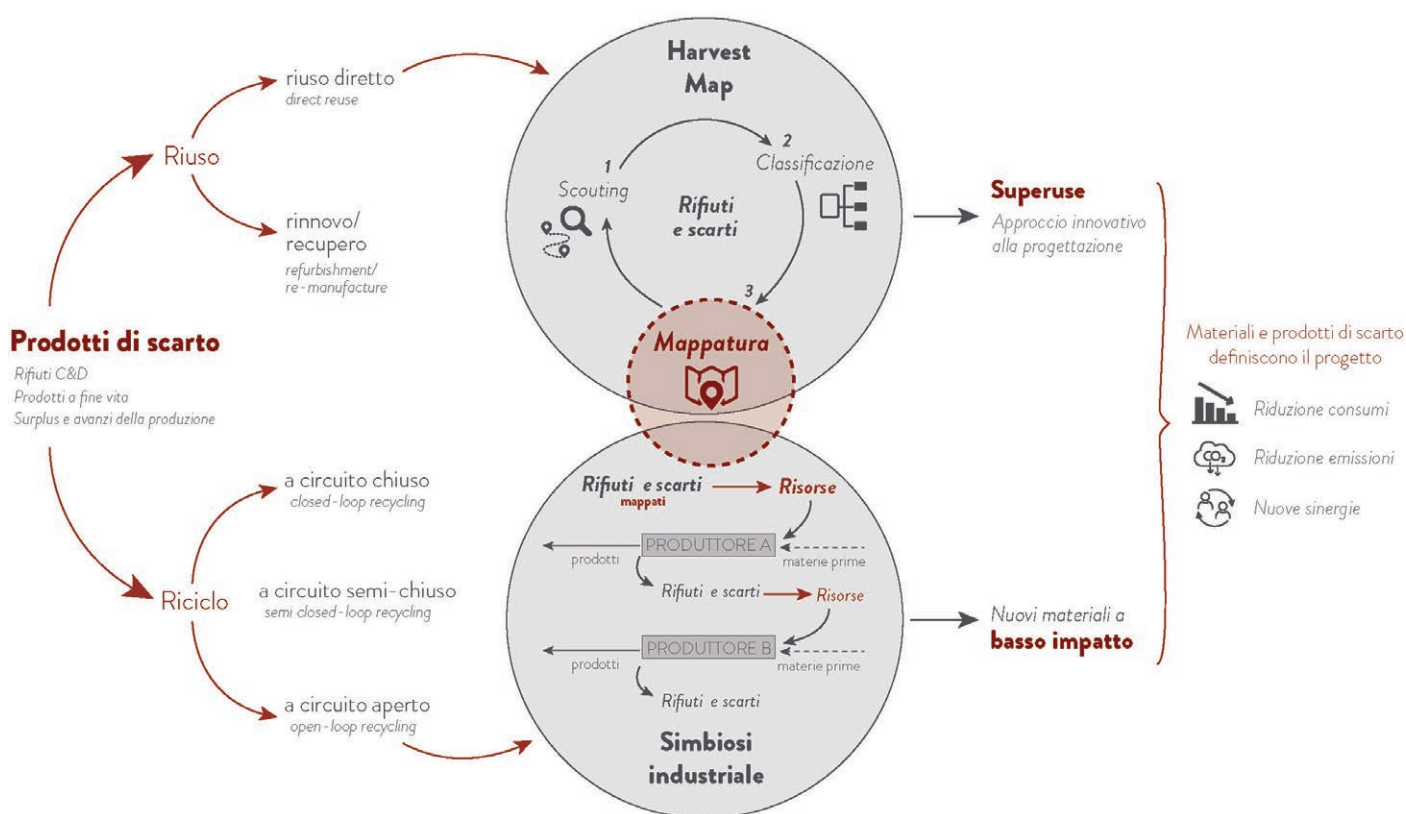 Prodotti di scarto
Rifiuti C&D
Prodotti a fine vita
Surplus e avanzi della produzione
Riuso
riuso diretto
direct reuse
rinnovo/
recupero
refurbishment/
re-manufacture
Riciclo
a circuito chiuso
closed-loop recycling
a circuito semi-chiuso
semi closed-loop recycling
a circuito aperto
open-loop recycling
Harvest
Map
1
Scouting
2
Classificazione
Rifiuti
e scarti
3
Mappatura
Rifiuti e scarti
mappati
Risorse
PRODUTTORE A
prodotti
materie prime
Rifiuti e scarti
Risorse
PRODUTTORE B
prodotti
materie prime
Rifiuti e scarti
Simbiosi
industriale
Superuse
Approccio innovativo
alla progettazione
Nuovi materiali a
basso impatto
Materiali e prodotti di scarto
definiscono il progetto
Riduzione consumi
CO₂
Riduzione emissioni
Nuove sinergie